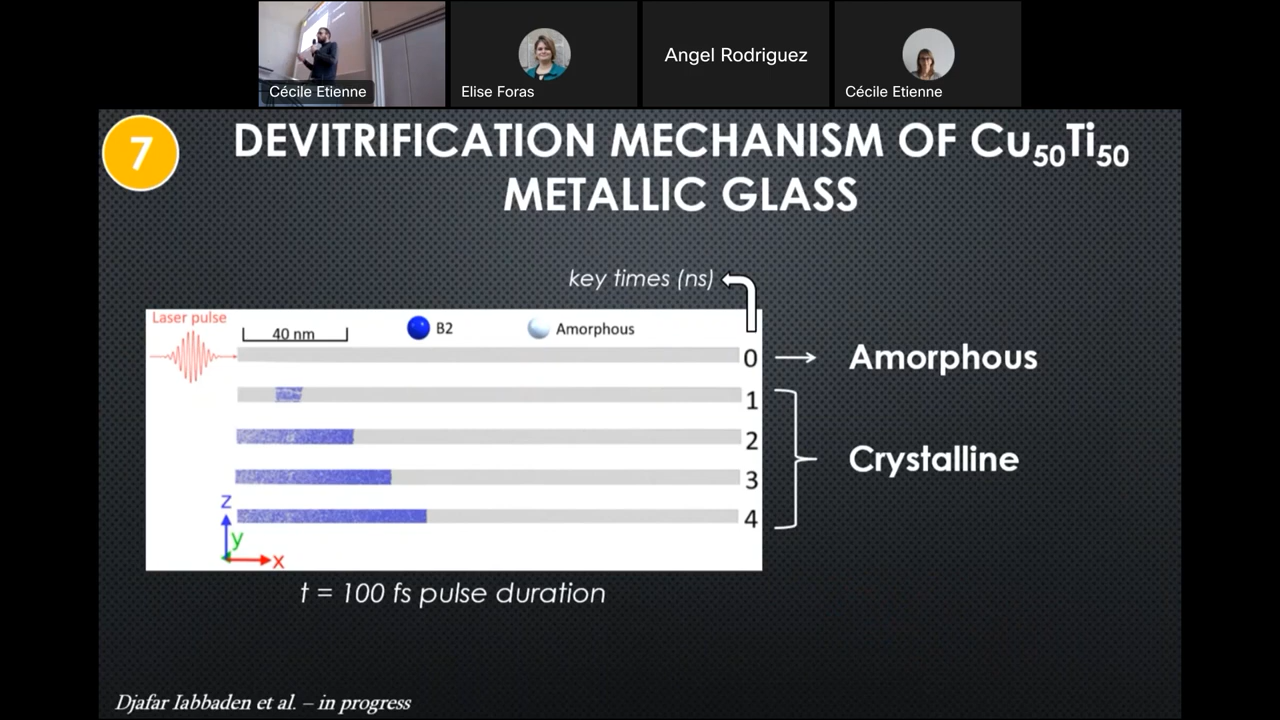 Cécile Etienne
Elise Foras
Angel Rodriguez
Cécile Etienne
7
DEVITRIFICATION MECHANISM OF Cu₅₀Ti₅₀
METALLIC GLASS
key times (ns)
Laser pulse
40 nm
B2
Amorphous
0
Amorphous
1
2
3
4
Crystalline
z
y
x
t = 100 fs pulse duration
Djafar Iabbaden et al. – in progress